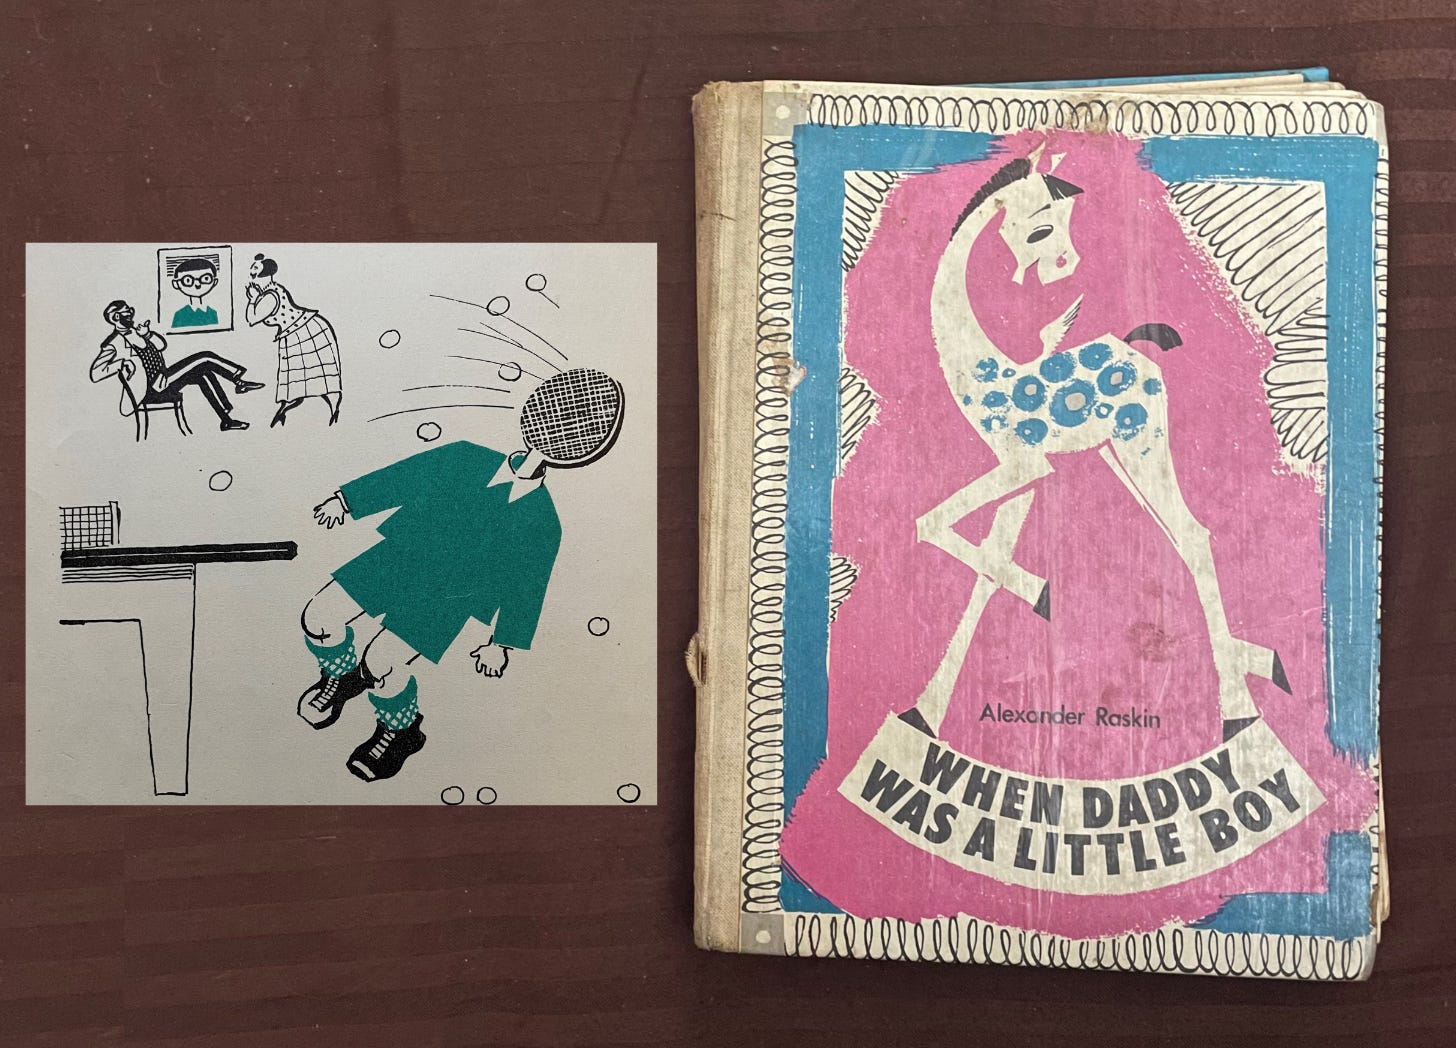 Alexander Raskin
WHEN DADDY
WAS A LITTLE BOY